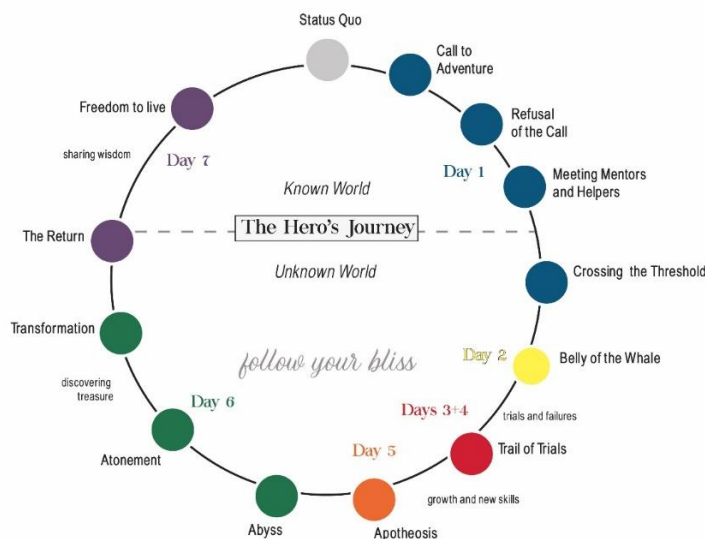 Status Quo
Call to
Adventure
Refusal
of the Call
Day 1
Meeting Mentors
and Helpers
Crossing the Threshold
Day 2
Belly of the Whale
trials and failures
Days 3+4
Trail of Trials
growth and new skills
Day 5
Apotheosis
Abyss
Day 6
Atonement
discovering
treasure
Transformation
The Return
Day 7
sharing wisdom
Freedom to live
Known World
The Hero's Journey
Unknown World
follow your bliss